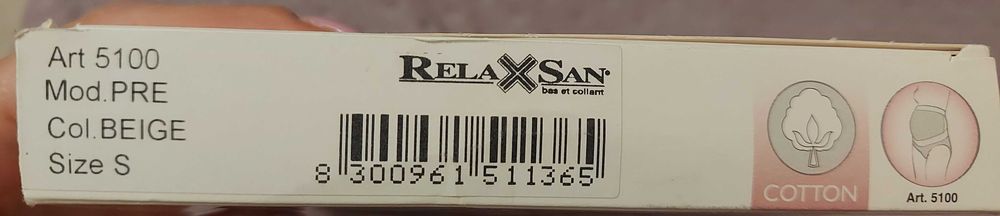 Art 5100
Mod.PRE
Col.BEIGE
Size S
RELAXSAN
bas et collant
8 300961 511365
COTTON
Art. 5100